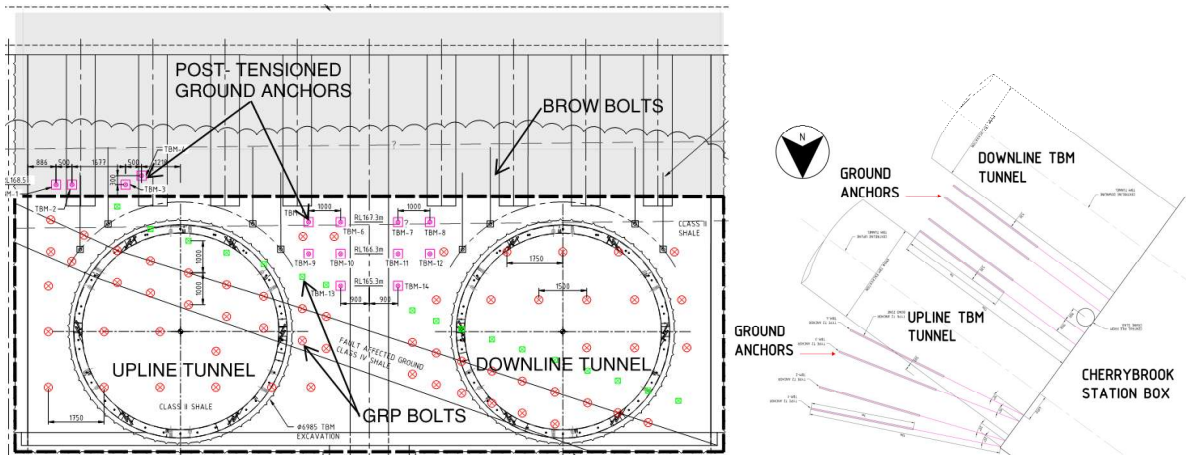 POST- TENSIONED
GROUND ANCHORS
BROW BOLTS
?
886
500
1677
500
1218
TBM-4
300
TBM-3
TBM-2
1000
1000
RL167.3m
TBM-6
?
TBM-7
TBM-8
CLASS II
SHALE
RL166.3m
TBM-9
TBM-10
TBM-11
TBM-12
1000
1000
1750
RL165.3m
TBM-13
TBM-14
900
900
1500
FAULT AFFECTED GROUND
CLASS IV SHALE
UPLINE TUNNEL
DOWNLINE TUNNEL
CLASS II SHALE
GRP BOLTS
1750
Ø6985 TBM
EXCAVATION
N
DOWNLINE TBM
TUNNEL
GROUND
ANCHORS
UPLINE TBM
TUNNEL
GROUND
ANCHORS
CHERRYBROOK
STATION BOX